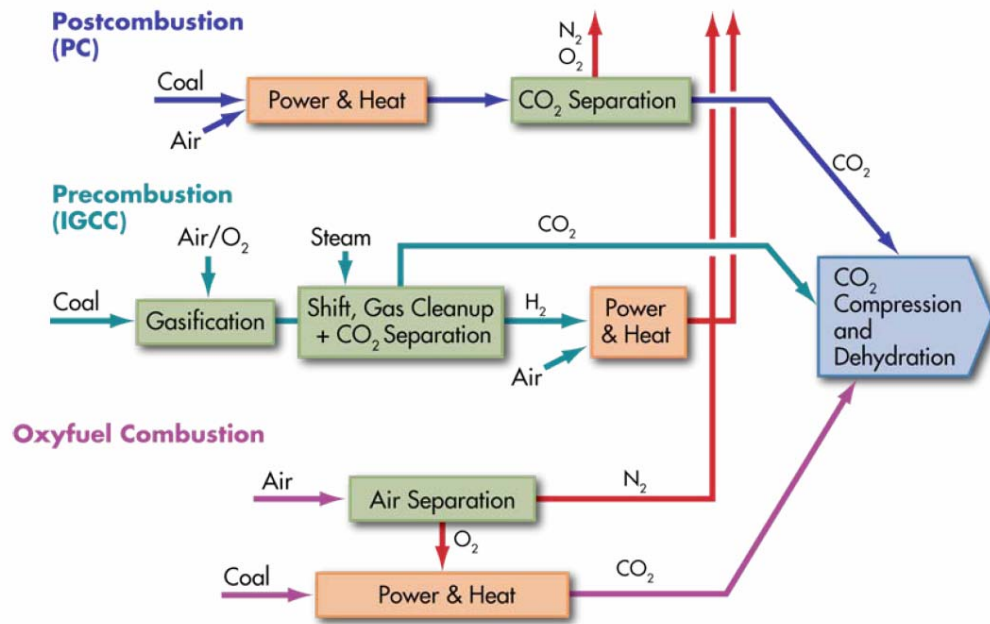 Postcombustion
(PC)
Coal
Air
Power & Heat
N₂
O₂
CO₂ Separation
CO₂
Precombustion
(IGCC)
Coal
Air/O₂
Gasification
Steam
Shift, Gas Cleanup
+ CO₂ Separation
CO₂
H₂
Air
Power
& Heat
CO₂
Compression
and
Dehydration
Oxyfuel Combustion
Air
Air Separation
N₂
O₂
Coal
Power & Heat
CO₂